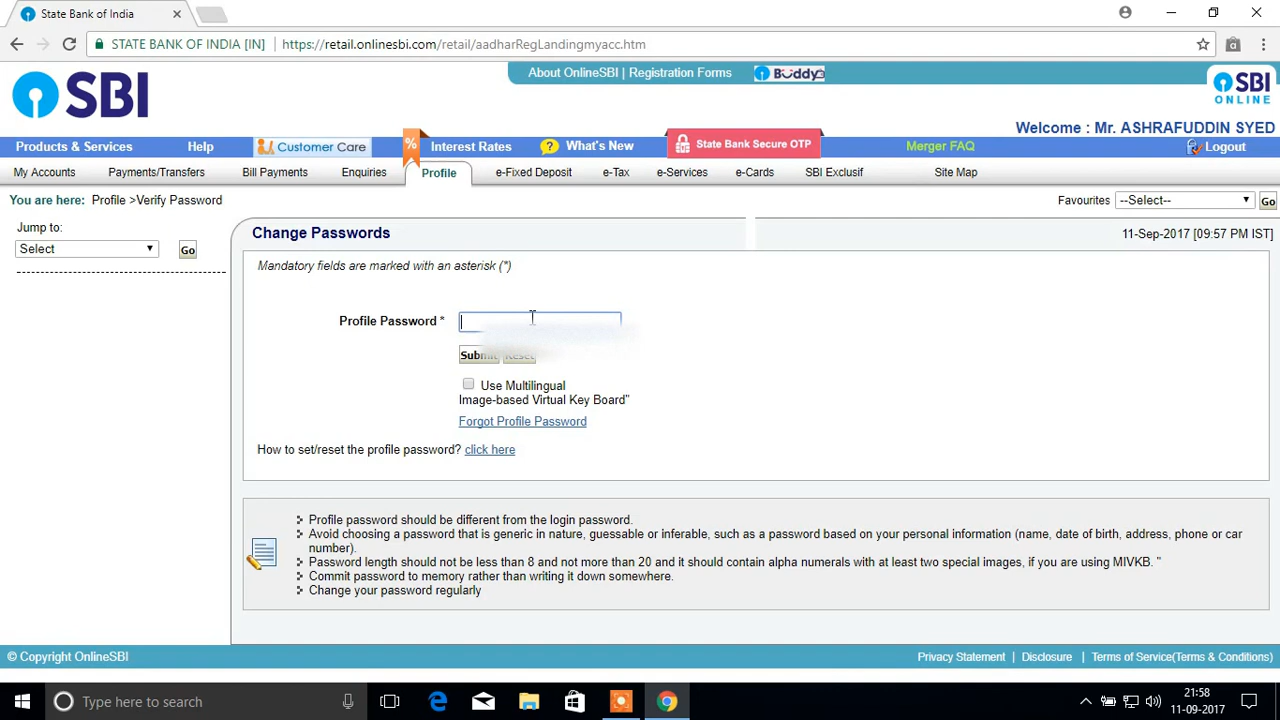 State Bank of India
STATE BANK OF INDIA [IN] https://retail.onlinesbi.com/retail/aadharRegLandingmyacc.htm
About OnlineSBI | Registration Forms Buddy
SBI
SBI
ONLINE
Welcome : Mr. ASHRAFUDDIN SYED
Products & Services Help Customer Care % Interest Rates ? What's New State Bank Secure OTP Merger FAQ Logout
My Accounts Payments/Transfers Bill Payments Enquiries Profile e-Fixed Deposit e-Tax e-Services e-Cards SBI Exclusif Site Map
You are here: Profile >Verify Password Favourites --Select-- Go
Jump to:
Select Go
Change Passwords 11-Sep-2017 [09:57 PM IST]
Mandatory fields are marked with an asterisk (*)
Profile Password *
Submit Reset
Use Multilingual
Image-based Virtual Key Board"
Forgot Profile Password
How to set/reset the profile password? click here
Profile password should be different from the login password.
Avoid choosing a password that is generic in nature, guessable or inferable, such as a password based on your personal information (name, date of birth, address, phone or car
number).
Password length should not be less than 8 and not more than 20 and it should contain alpha numerals with at least two special images, if you are using MIVKB. "
Commit password to memory rather than writing it down somewhere.
Change your password regularly
© Copyright OnlineSBI Privacy Statement | Disclosure | Terms of Service(Terms & Conditions)
Type here to search 21:58
11-09-2017